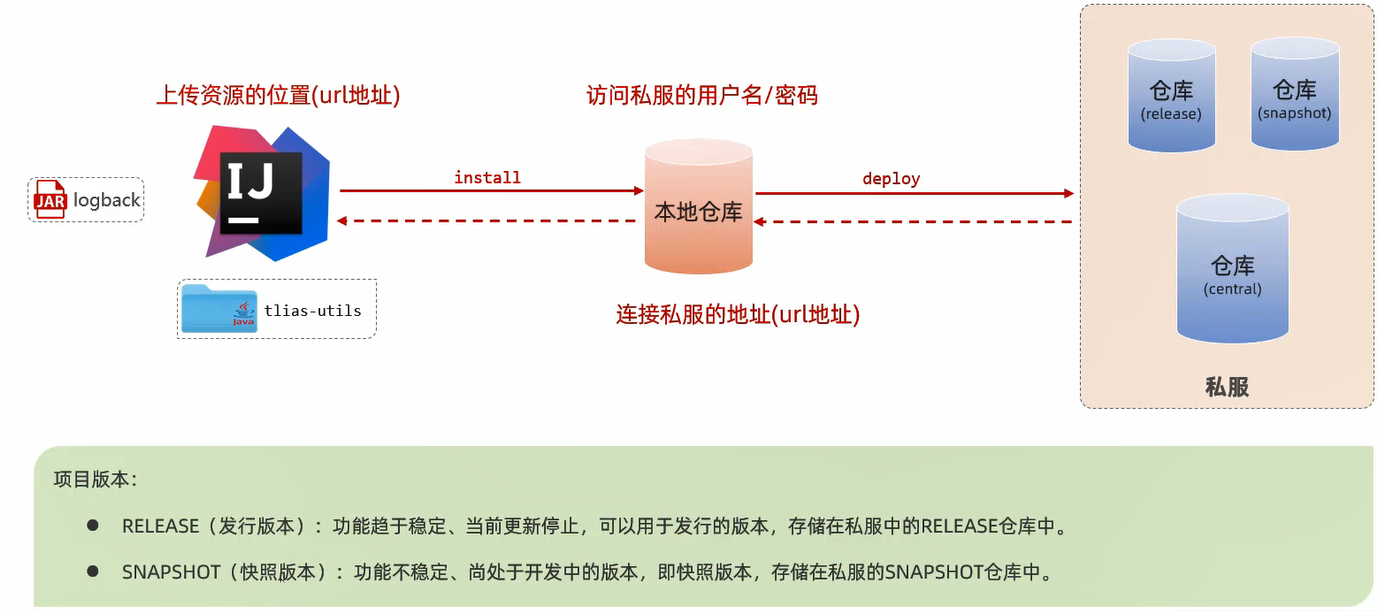 上传资源的位置(url地址)
访问私服的用户名/密码
仓库
(release)
仓库
(snapshot)
IJ
JAR
logback
install
deploy
本地仓库
仓库
(central)
Java
tlias-utils
连接私服的地址(url地址)
私服
项目版本：
● RELEASE（发行版本）：功能趋于稳定、当前更新停止，可以用于发行的版本，存储在私服中的RELEASE仓库中。
● SNAPSHOT（快照版本）：功能不稳定、尚处于开发中的版本，即快照版本，存储在私服的SNAPSHOT仓库中。